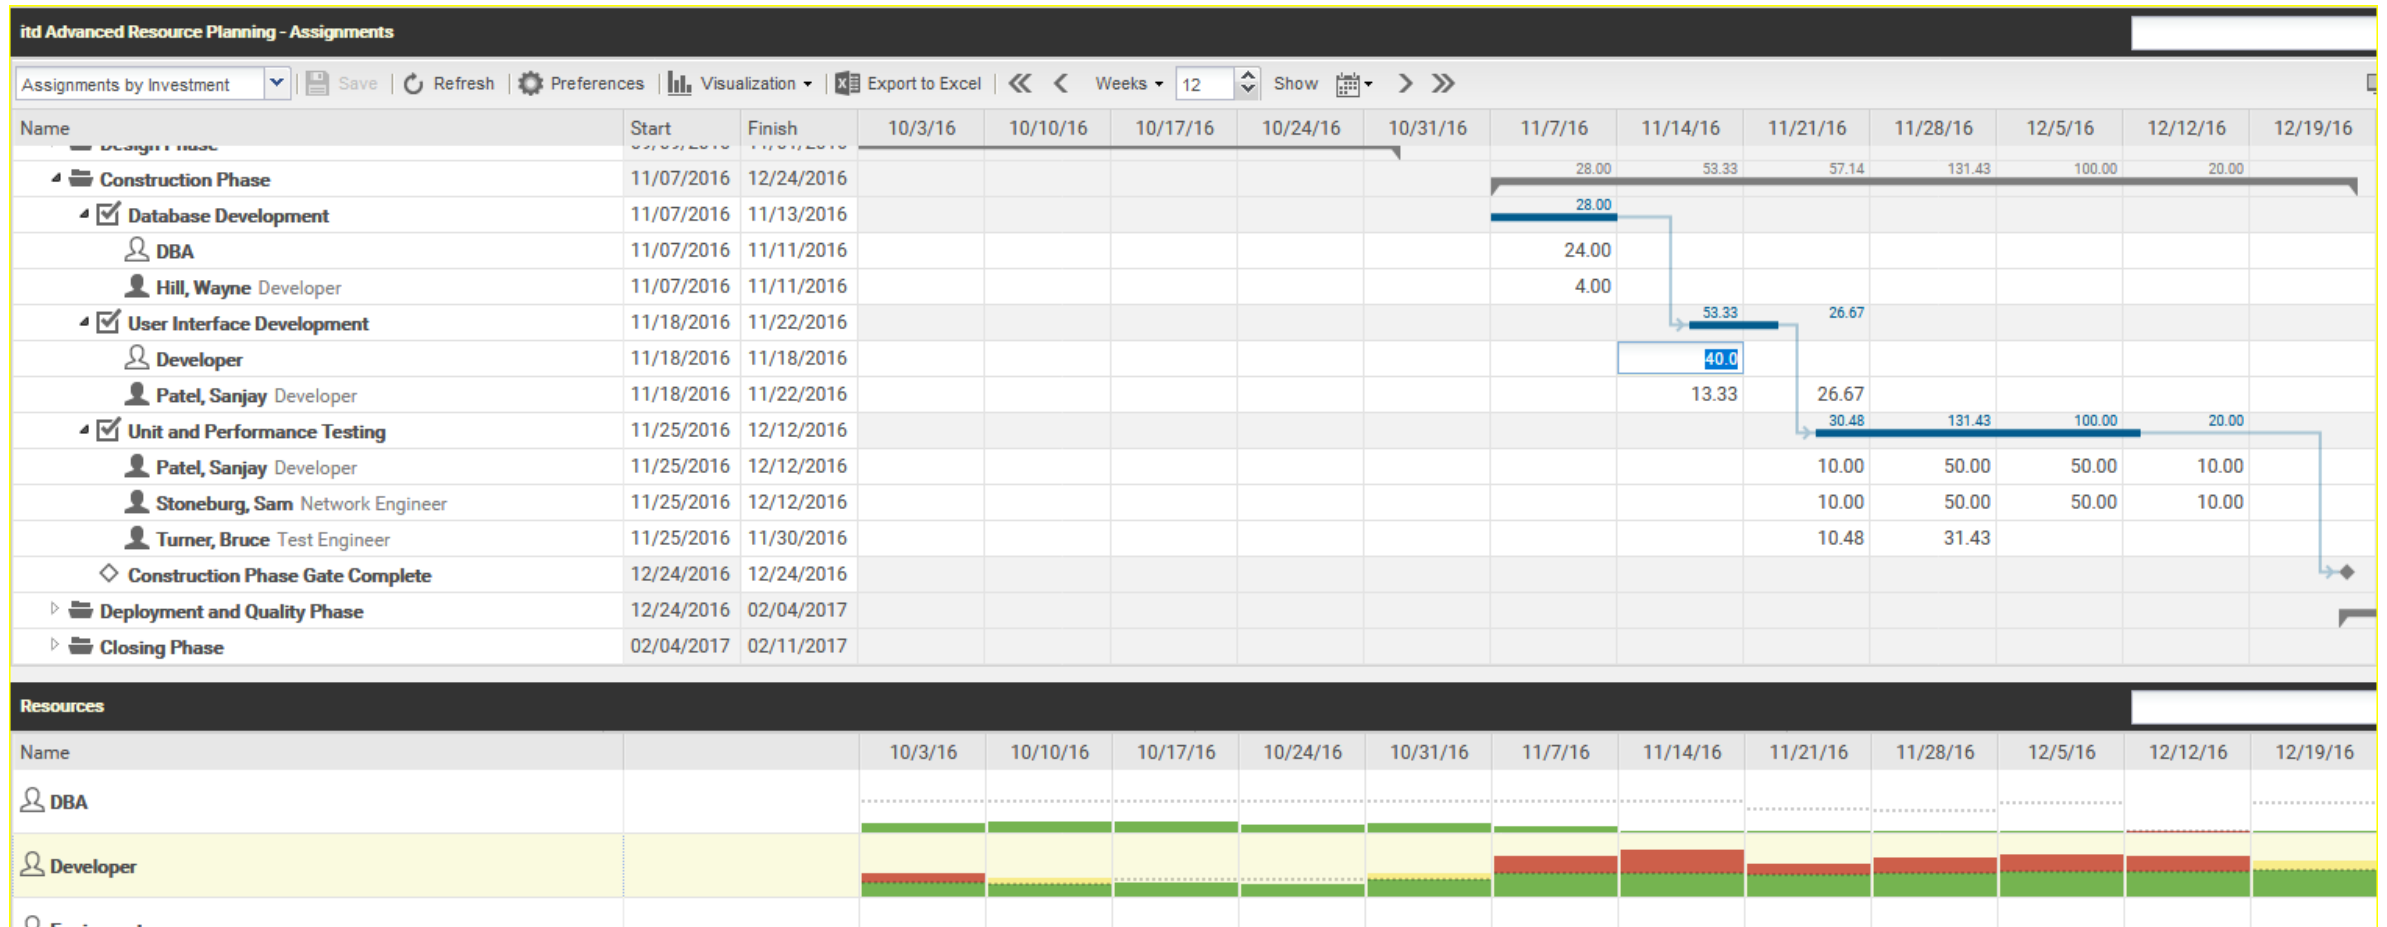 itd Advanced Resource Planning - Assignments
Assignments by Investment Save Refresh Preferences Visualization Export to Excel Weeks 12 Show
Name Start Finish 10/3/16 10/10/16 10/17/16 10/24/16 10/31/16 11/7/16 11/14/16 11/21/16 11/28/16 12/5/16 12/12/16 12/19/16
Design Phase
Construction Phase 11/07/2016 12/24/2016 28.00 53.33 57.14 131.43 100.00 20.00
Database Development 11/07/2016 11/13/2016 28.00
DBA 11/07/2016 11/11/2016 24.00
Hill, Wayne Developer 11/07/2016 11/11/2016 4.00
User Interface Development 11/18/2016 11/22/2016 53.33 26.67
Developer 11/18/2016 11/18/2016 40.0
Patel, Sanjay Developer 11/18/2016 11/22/2016 13.33 26.67
Unit and Performance Testing 11/25/2016 12/12/2016 30.48 131.43 100.00 20.00
Patel, Sanjay Developer 11/25/2016 12/12/2016 10.00 50.00 50.00 10.00
Stoneburg, Sam Network Engineer 11/25/2016 12/12/2016 10.00 50.00 50.00 10.00
Turner, Bruce Test Engineer 11/25/2016 11/30/2016 10.48 31.43
Construction Phase Gate Complete 12/24/2016 12/24/2016
Deployment and Quality Phase 12/24/2016 02/04/2017
Closing Phase 02/04/2017 02/11/2017
Resources
Name 10/3/16 10/10/16 10/17/16 10/24/16 10/31/16 11/7/16 11/14/16 11/21/16 11/28/16 12/5/16 12/12/16 12/19/16
DBA
Developer